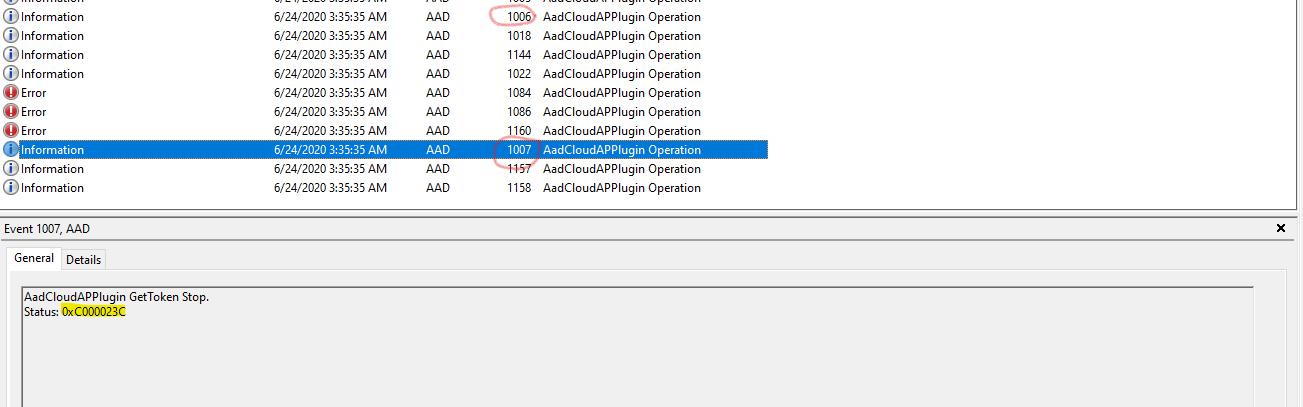 Information 6/24/2020 3:35:35 AM AAD 1006 AadCloudAPPlugin Operation
Information 6/24/2020 3:35:35 AM AAD 1018 AadCloudAPPlugin Operation
Information 6/24/2020 3:35:35 AM AAD 1144 AadCloudAPPlugin Operation
Information 6/24/2020 3:35:35 AM AAD 1022 AadCloudAPPlugin Operation
Error 6/24/2020 3:35:35 AM AAD 1084 AadCloudAPPlugin Operation
Error 6/24/2020 3:35:35 AM AAD 1086 AadCloudAPPlugin Operation
Error 6/24/2020 3:35:35 AM AAD 1160 AadCloudAPPlugin Operation
Information 6/24/2020 3:35:35 AM AAD 1007 AadCloudAPPlugin Operation
Information 6/24/2020 3:35:35 AM AAD 1157 AadCloudAPPlugin Operation
Information 6/24/2020 3:35:35 AM AAD 1158 AadCloudAPPlugin Operation
Event 1007, AAD
General Details
AadCloudAPPlugin GetToken Stop.
Status: 0xC000023C